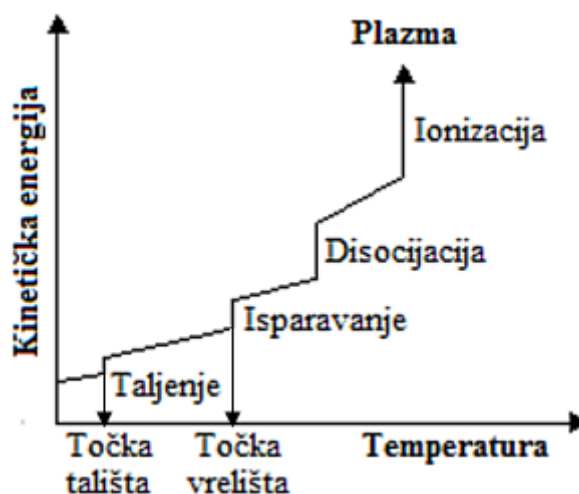 Plazma
Ionizacija
Kinetička energija
Disocijacija
Isparavanje
Taljenje
Točka
tališta
Točka
vrelišta
Temperatura